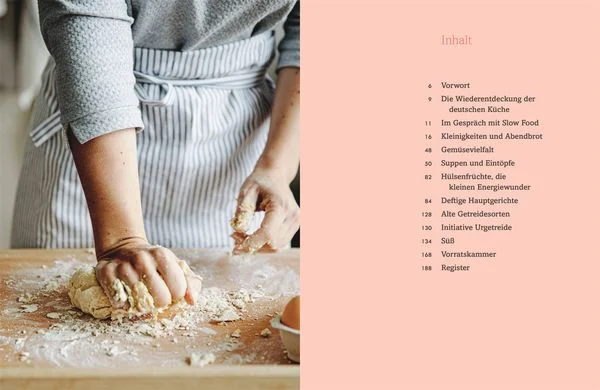 Inhalt
6 Vorwort
9 Die Wiederentdeckung der
deutschen Küche
11 Im Gespräch mit Slow Food
16 Kleinigkeiten und Abendbrot
48 Gemüsevielfalt
50 Suppen und Eintöpfe
82 Hülsenfrüchte, die
kleinen Energiewunder
84 Deftige Hauptgerichte
128 Alte Getreidesorten
130 Initiative Urgetreide
134 Süß
168 Vorratskammer
188 Register